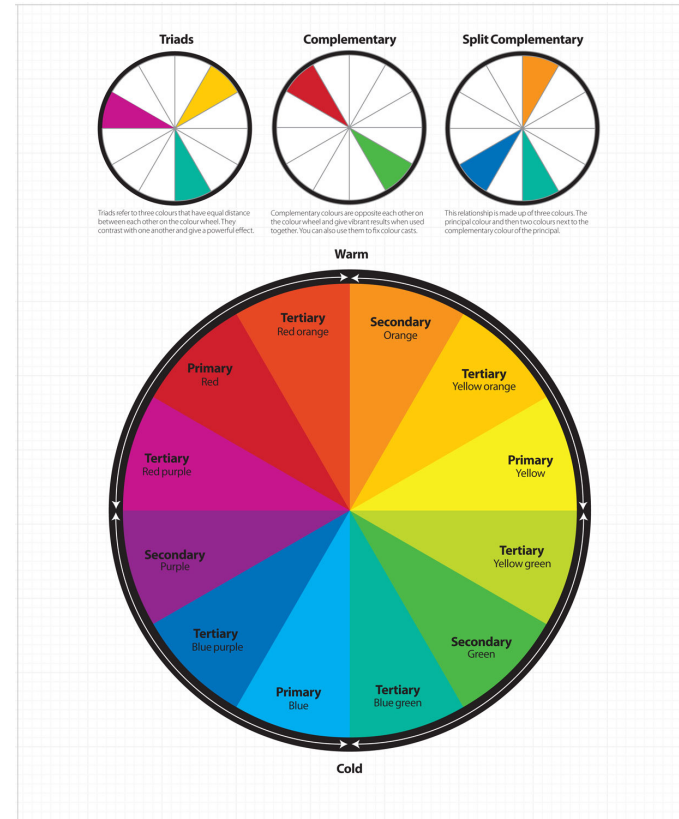 Triads
Complementary
Split Complementary
Triads refer to three colours that have equal distance
between each other on the colour wheel. They
contrast with one another and give a powerful effect.
Complementary colours are opposite each other on
the colour wheel and give vibrant results when used
together. You can also use them to fix colour casts.
This relationship is made up of three colours. The
principal colour and then two colours next to the
complementary colour of the principal.
Warm
Tertiary
Red orange
Secondary
Orange
Primary
Red
Tertiary
Yellow orange
Tertiary
Red purple
Primary
Yellow
Secondary
Purple
Tertiary
Yellow green
Tertiary
Blue purple
Secondary
Green
Primary
Blue
Tertiary
Blue green
Cold